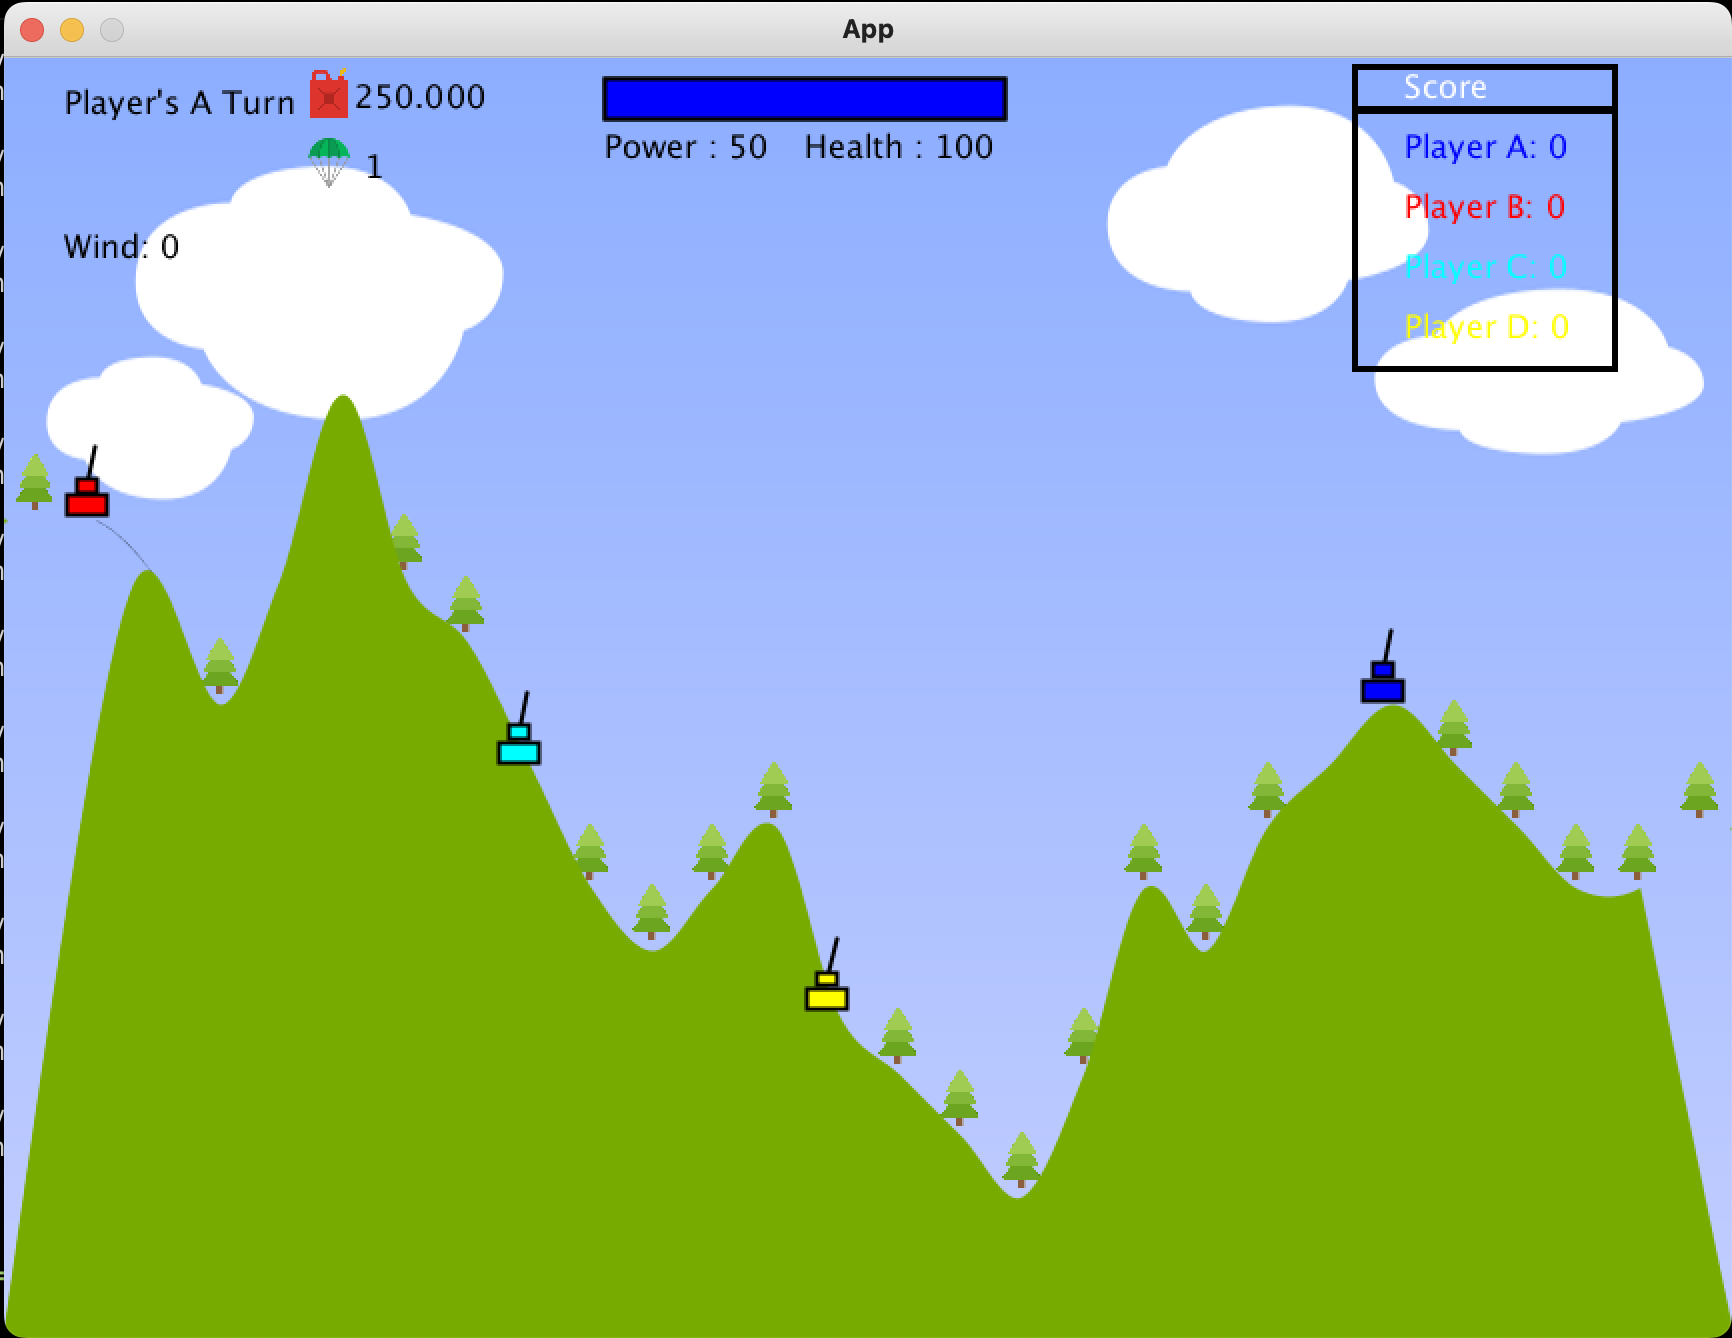 App
Player's A Turn 250.000
1
Power : 50 Health : 100
Wind: 0
Score
Player A: 0
Player B: 0
Player C: 0
Player D: 0